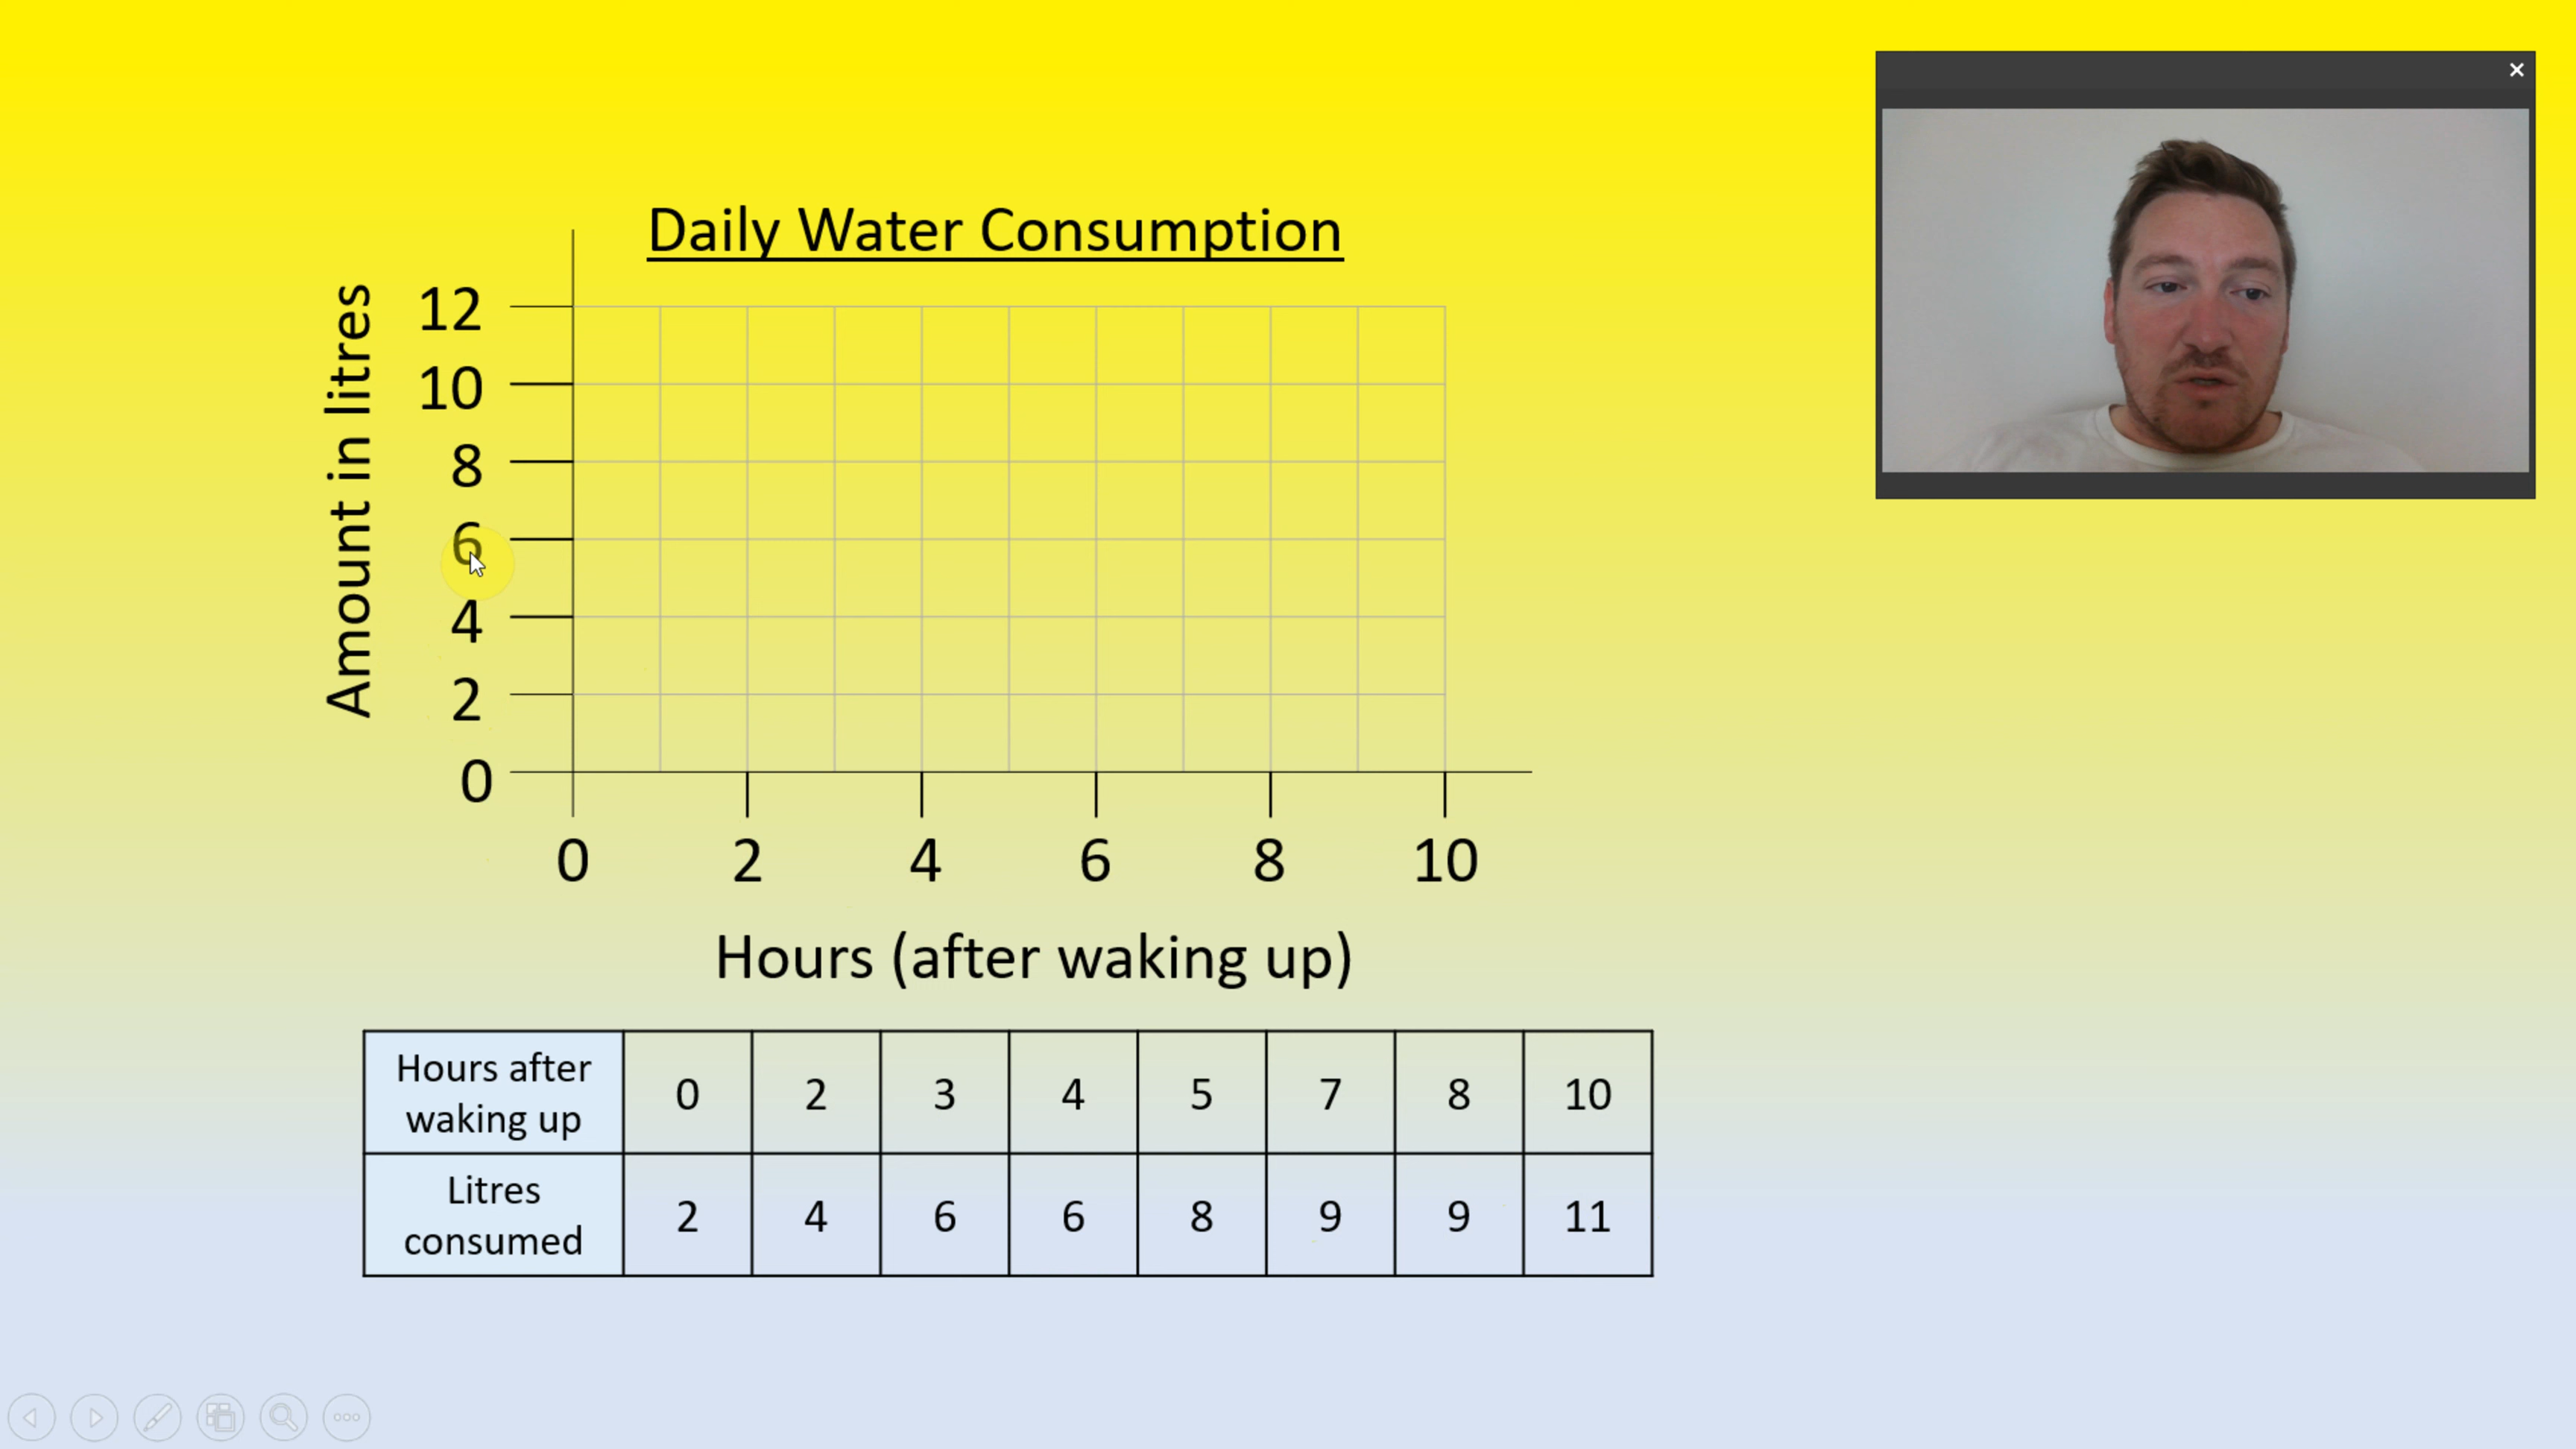 Daily Water Consumption
Amount in litres
12
10
8
6
4
2
0
0 2 4 6 8 10
Hours (after waking up)
Hours after
waking up
0 2 3 4 5 7 8 10
Litres
consumed
2 4 6 6 8 9 9 11